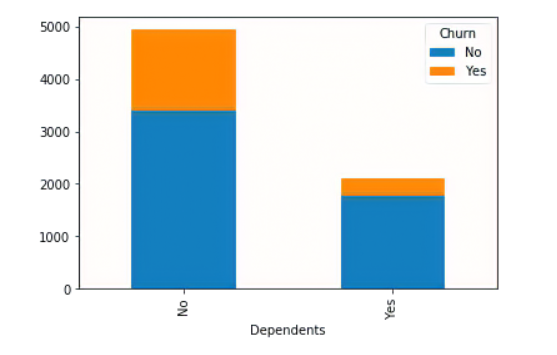 Churn
No
Yes
5000
4000
3000
2000
1000
0
No
Yes
Dependents